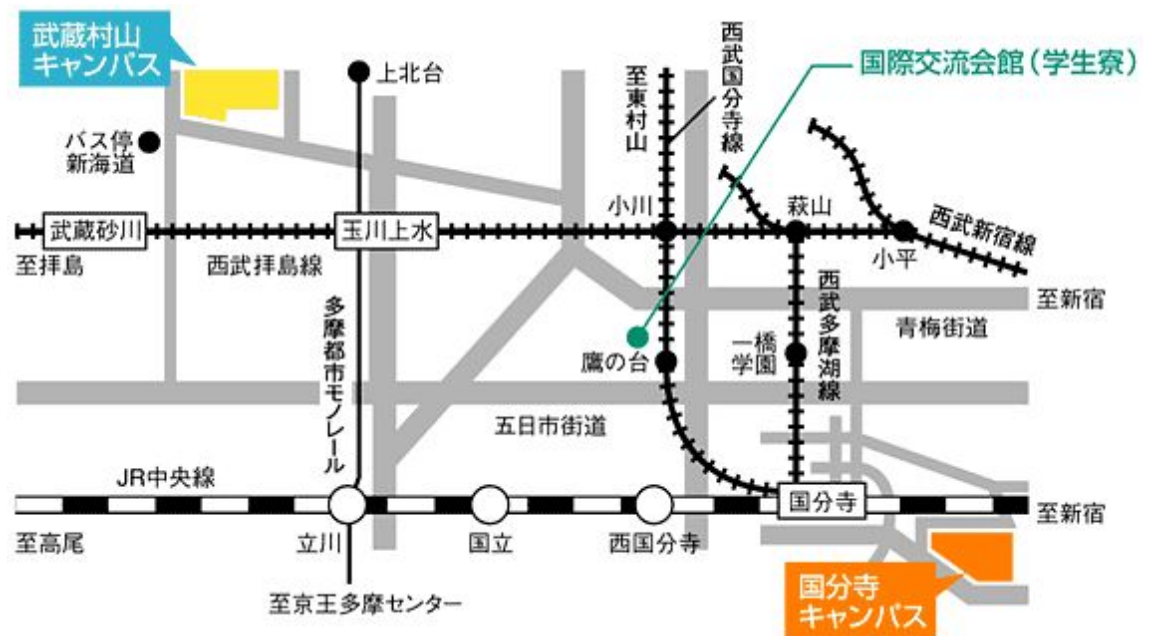 武蔵村山
キャンパス
上北台
バス停
新海道
至東村山
西武国分寺線
国際交流会館（学生寮）
小川
萩山
小平
西武新宿線
武蔵砂川
玉川上水
至拝島
西武拝島線
至新宿
青梅街道
多摩都市モノレール
鷹の台
一橋
学園
西武多摩湖線
五日市街道
JR中央線
国分寺
至新宿
至高尾
立川
国立
西国分寺
至京王多摩センター
国分寺
キャンパス